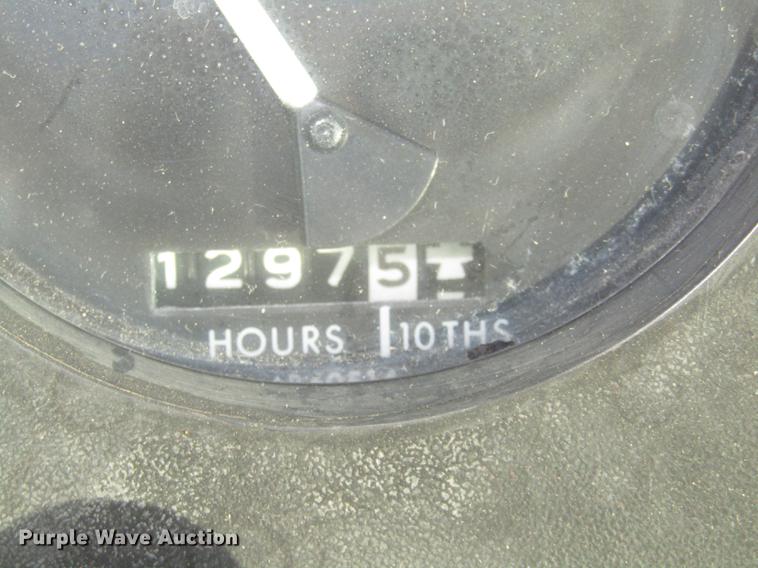 12975
HOURS 10THS
Purple Wave Auction